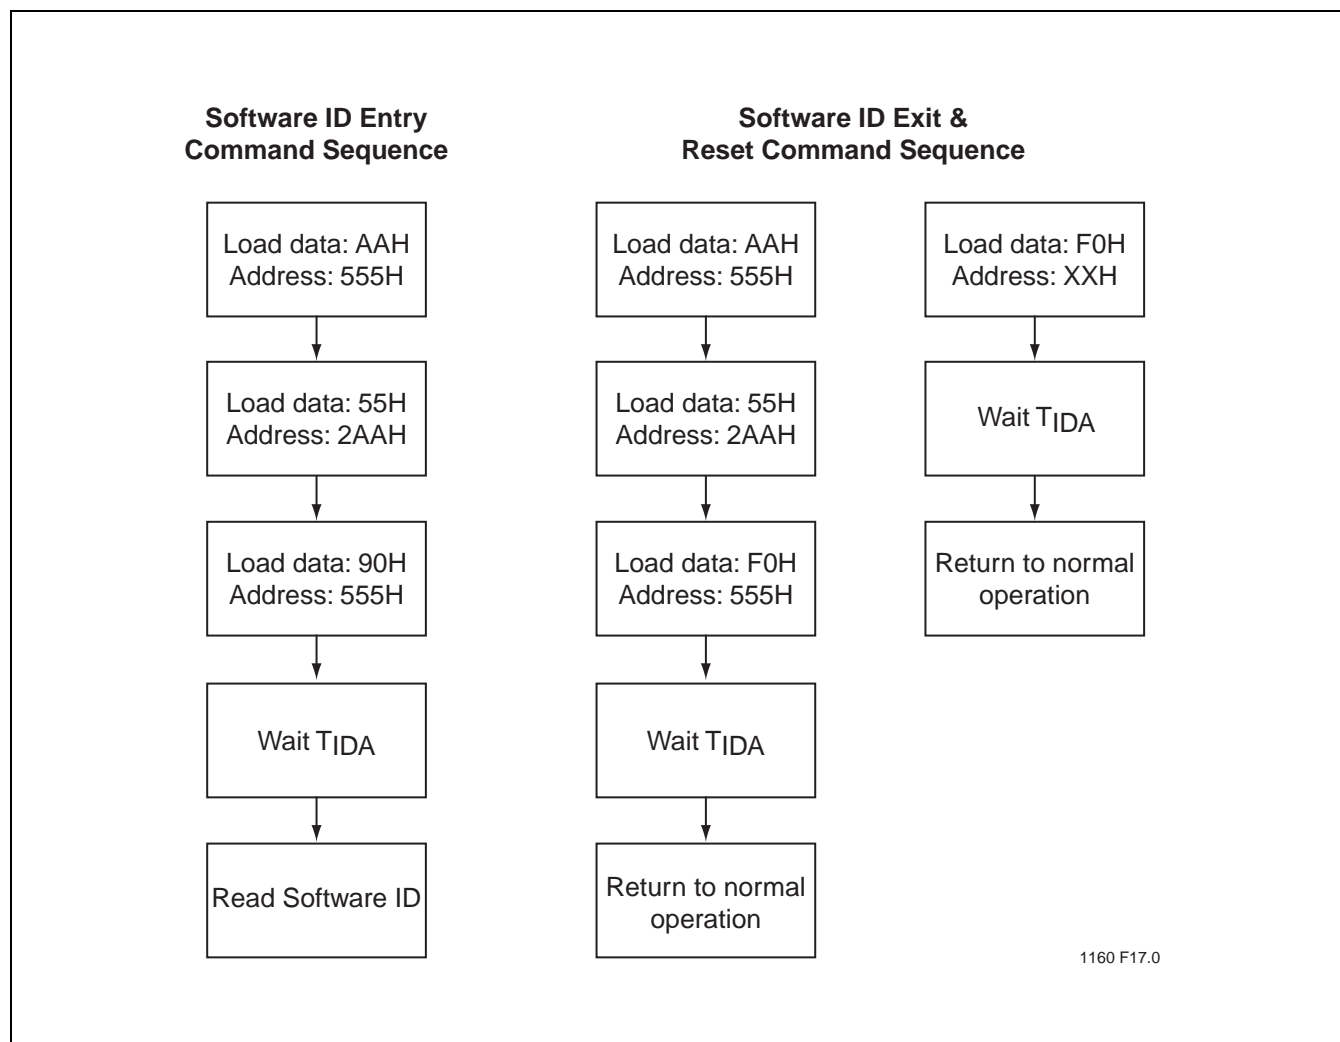 Software ID Entry
Command Sequence
Load data: AAH
Address: 555H
Load data: 55H
Address: 2AAH
Load data: 90H
Address: 555H
Wait TIDA
Read Software ID
Software ID Exit &
Reset Command Sequence
Load data: AAH
Address: 555H
Load data: 55H
Address: 2AAH
Load data: F0H
Address: 555H
Wait TIDA
Return to normal
operation
Load data: F0H
Address: XXH
Wait TIDA
Return to normal
operation
1160 F17.0